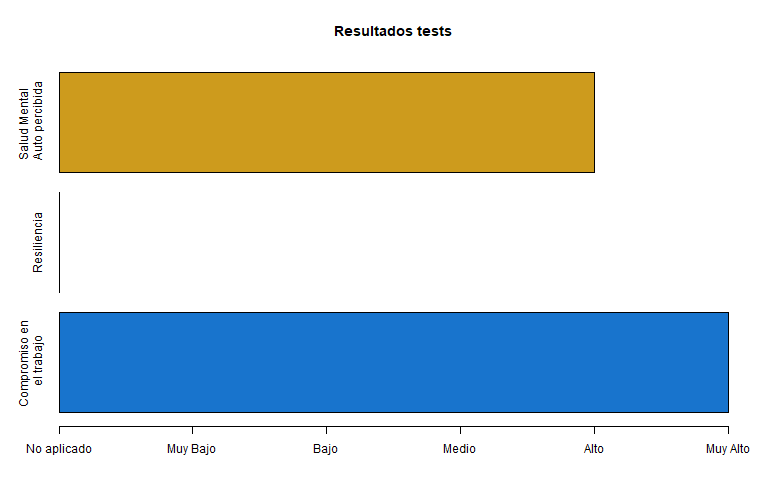 Resultados tests
Salud Mental
Auto percibida
Resiliencia
Compromiso en
el trabajo
No aplicado
Muy Bajo
Bajo
Medio
Alto
Muy Alto